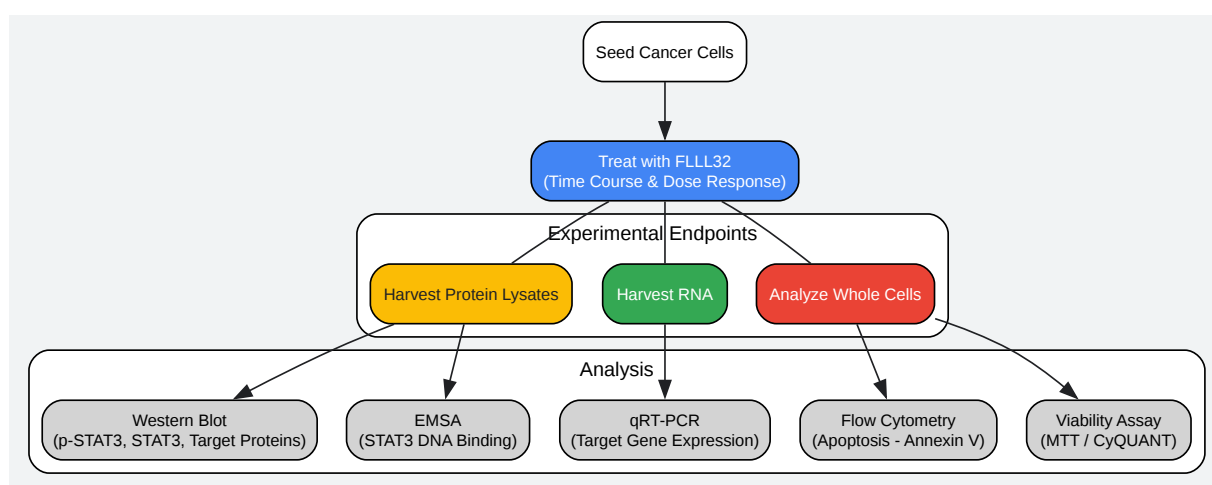 Seed Cancer Cells
Treat with FLLL32
(Time Course & Dose Response)
Experimental Endpoints
Harvest Protein Lysates
Harvest RNA
Analyze Whole Cells
Analysis
Western Blot
(p-STAT3, STAT3, Target Proteins)
EMSA
(STAT3 DNA Binding)
qRT-PCR
(Target Gene Expression)
Flow Cytometry
(Apoptosis - Annexin V)
Viability Assay
(MTT / CyQUANT)